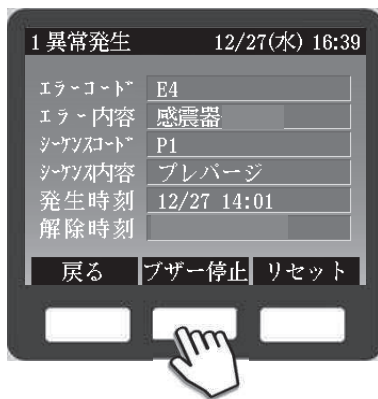 1 異常発生 12/27(水) 16:39
ｴﾗｰｺｰﾄﾞ E4
エラー内容 感震器
ｼｰｹﾝｽｺｰﾄﾞ P1
ｼｰｹﾝｽ内容 プレパージ
発生時刻 12/27 14:01
解除時刻
戻る ブザー停止 リセット